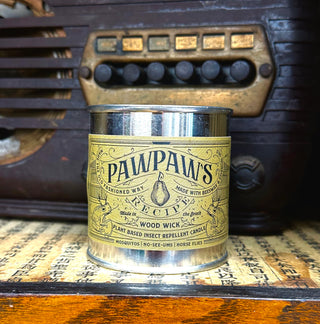 PAWPAW'S
FASHIONED WAY
MADE WITH BEESWAX
RECIPE
Made in the South
WOOD WICK
PLANT BASED INSECT REPELLENT CANDLE
MOSQUITOS | NO-SEE-UMS | HORSE FLIES